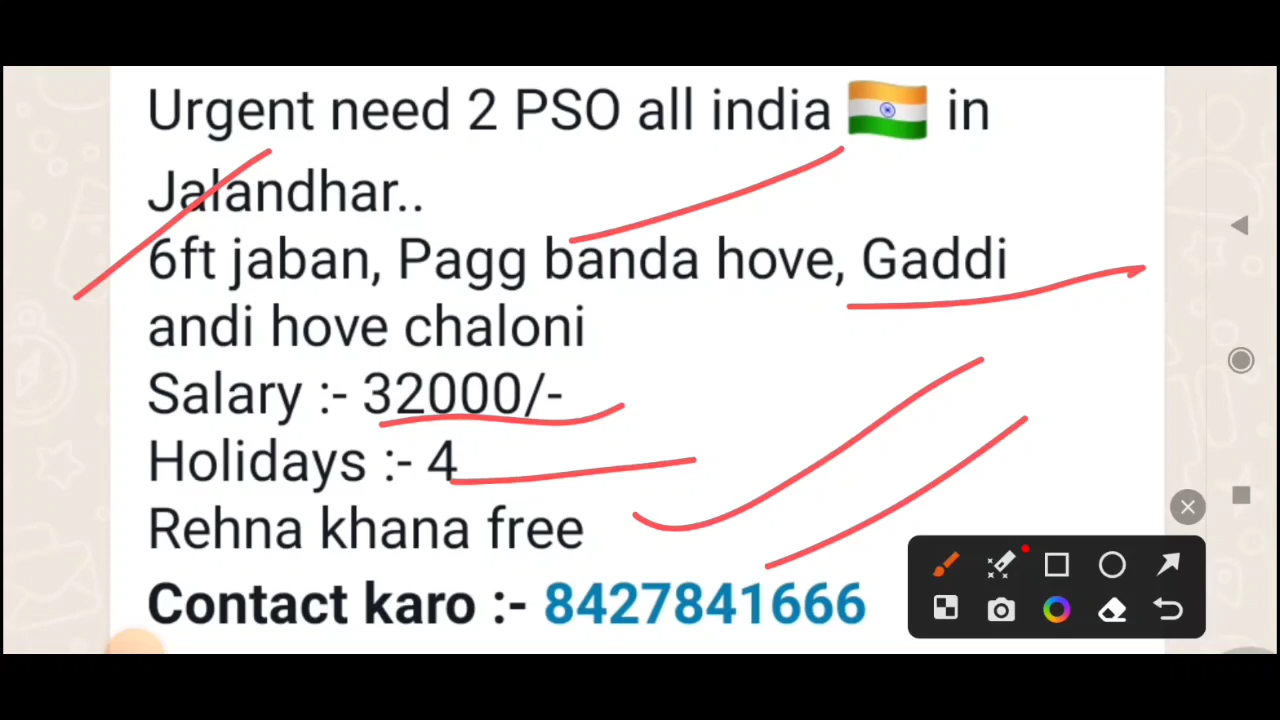 Urgent need 2 PSO all india 🇮🇳 in
Jalandhar..
6ft jaban, Pagg banda hove, Gaddi
andi hove chaloni
Salary :- 32000/-
Holidays :- 4
Rehna khana free
Contact karo :- 8427841666